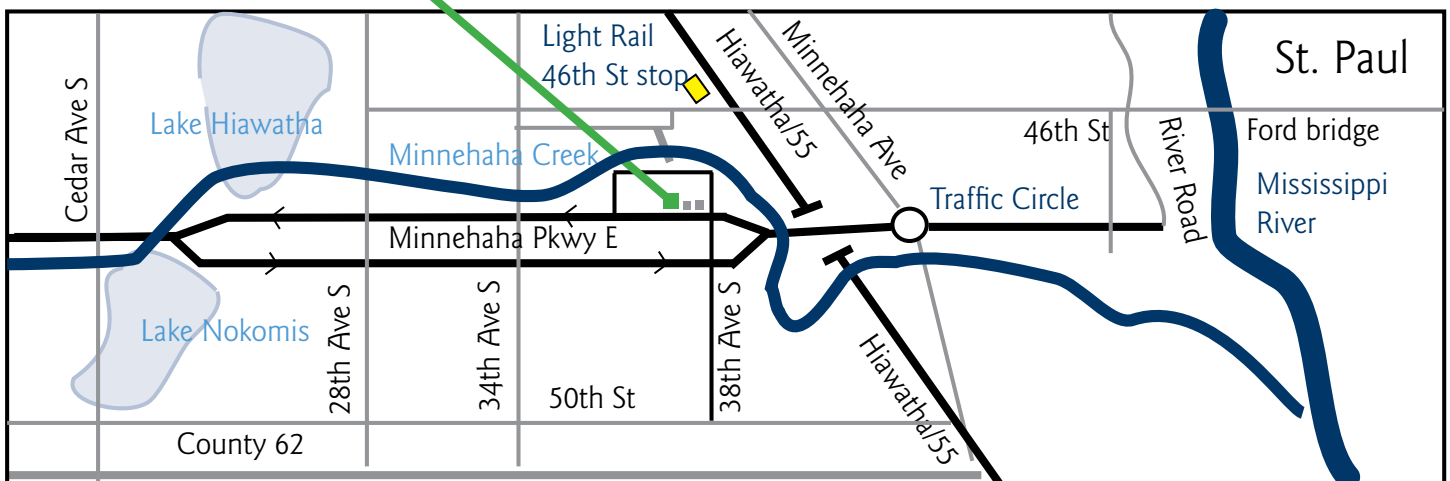 Light Rail
46th St stop
Hiawatha/55
Minnehaha Ave
St. Paul
Cedar Ave S
Lake Hiawatha
Minnehaha Creek
46th St
River Road
Ford bridge
Mississippi
River
Traffic Circle
Minnehaha Pkwy E
Lake Nokomis
28th Ave S
34th Ave S
50th St
38th Ave S
Hiawatha/55
County 62